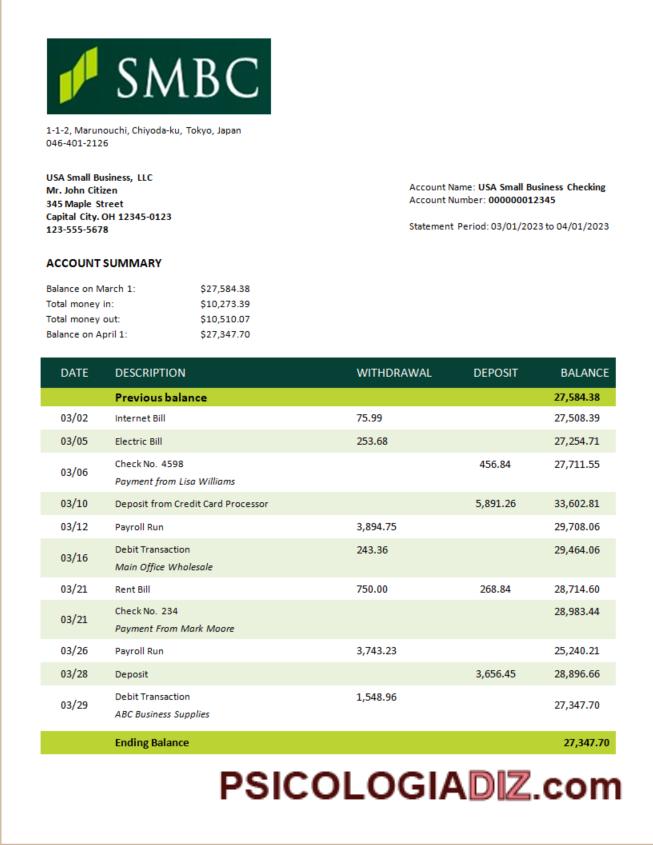 SMBC
1-1-2, Marunouchi, Chiyoda-ku, Tokyo, Japan
046-401-2126
USA Small Business, LLC
Mr. John Citizen
345 Maple Street
Capital City. OH 12345-0123
123-555-5678
Account Name: USA Small Business Checking
Account Number: 000000012345
Statement Period: 03/01/2023 to 04/01/2023
ACCOUNT SUMMARY
Balance on March 1: $27,584.38
Total money in: $10,273.39
Total money out: $10,510.07
Balance on April 1: $27,347.70
DATE DESCRIPTION WITHDRAWAL DEPOSIT BALANCE
Previous balance 27,584.38
03/02 Internet Bill 75.99 27,508.39
03/05 Electric Bill 253.68 27,254.71
03/06 Check No. 4598 456.84 27,711.55
Payment from Lisa Williams
03/10 Deposit from Credit Card Processor 5,891.26 33,602.81
03/12 Payroll Run 3,894.75 29,708.06
03/16 Debit Transaction 243.36 29,464.06
Main Office Wholesale
03/21 Rent Bill 750.00 268.84 28,714.60
03/21 Check No. 234 28,983.44
Payment From Mark Moore
03/26 Payroll Run 3,743.23 25,240.21
03/28 Deposit 3,656.45 28,896.66
03/29 Debit Transaction 1,548.96 27,347.70
ABC Business Supplies
Ending Balance 27,347.70
PSICOLOGIADIZ.com